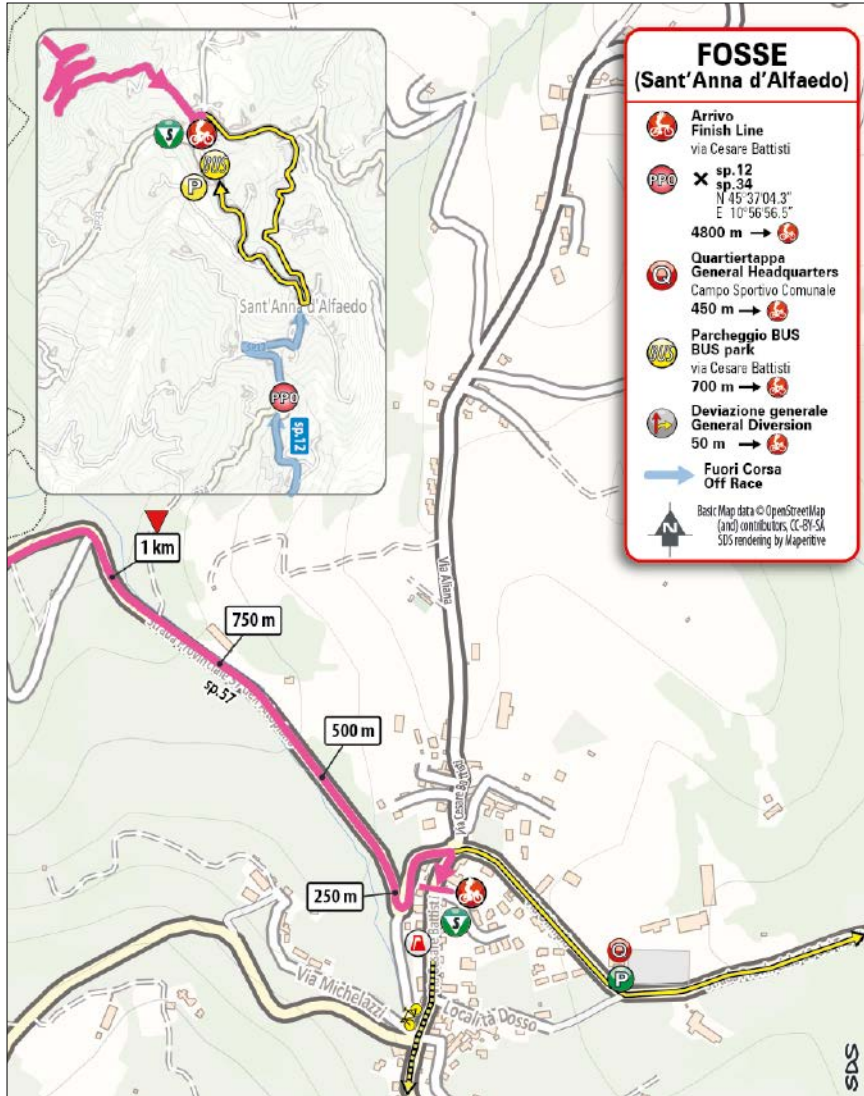 FOSSE
(Sant'Anna d'Alfaedo)
Arrivo
Finish Line
via Cesare Battisti
PPO
sp.12
sp.34
N 45°37'04.3"
E 10°56'56.5"
4800 m
Q
Quartiertappa
General Headquarters
Campo Sportivo Comunale
450 m
BUS
Parcheggio BUS
BUS park
via Cesare Battisti
700 m
Deviazione generale
General Diversion
50 m
Fuori Corsa
Off Race
N
Basic Map data © OpenStreetMap
(and) contributors, CC-BY-SA
SDS rendering by Maperitive
S
BUS
P
Sant'Anna d'Alfaedo
PPO
sp.12
1 km
750 m
sp.57
500 m
250 m
Via Aliana
Via Cesare Battisti
S
Q
P
Via Michelazzi
Località Dosso
SDS